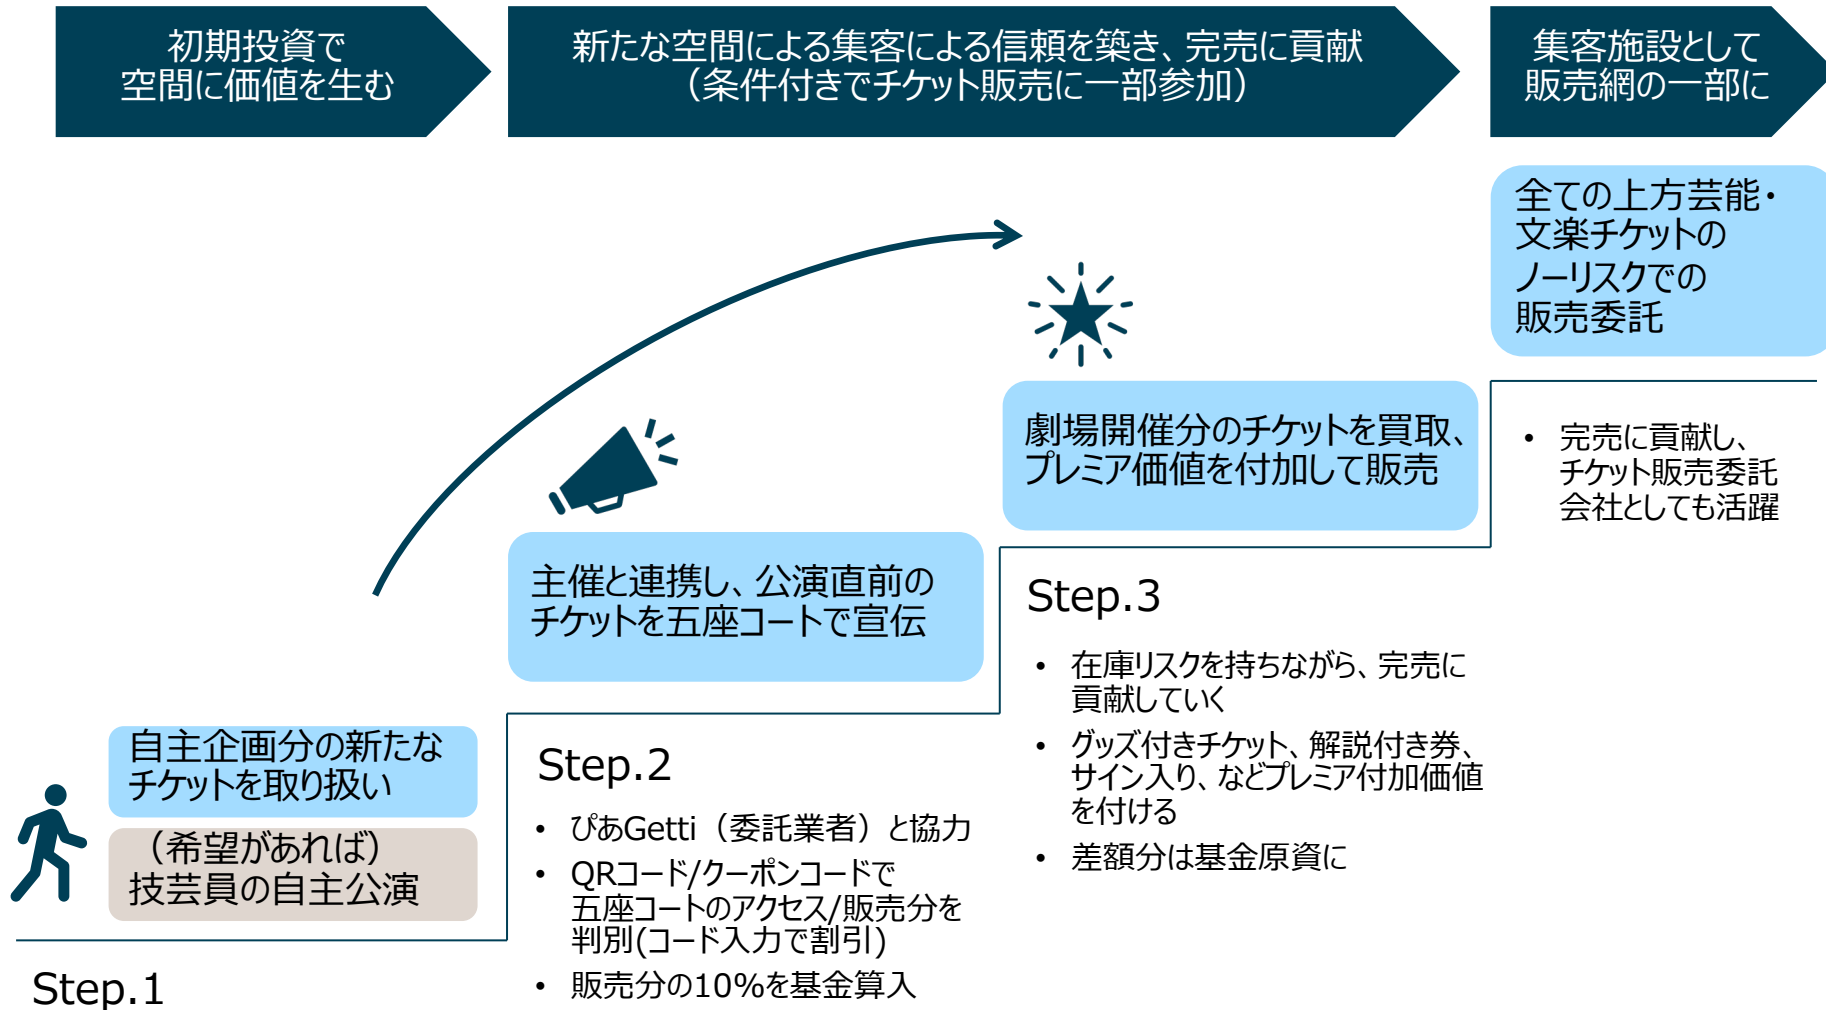 初期投資で
空間に価値を生む
新たな空間による集客による信頼を築き、完売に貢献
（条件付きでチケット販売に一部参加）
集客施設として
販売網の一部に
全ての上方芸能・
文楽チケットの
ノーリスクでの
販売委託
• 完売に貢献し、
チケット販売委託
会社としても活躍
劇場開催分のチケットを買取、
プレミア価値を付加して販売
Step.3
• 在庫リスクを持ちながら、完売に
貢献していく
• グッズ付きチケット、解説付き券、
サイン入り、などプレミア付加価値
を付ける
• 差額分は基金原資に
主催と連携し、公演直前の
チケットを五座コートで宣伝
Step.2
• ぴあGetti（委託業者）と協力
• QRコード/クーポンコードで
五座コートのアクセス/販売分を
判別(コード入力で割引)
• 販売分の10%を基金算入
自主企画分の新たな
チケットを取り扱い
（希望があれば）
技芸員の自主公演
Step.1